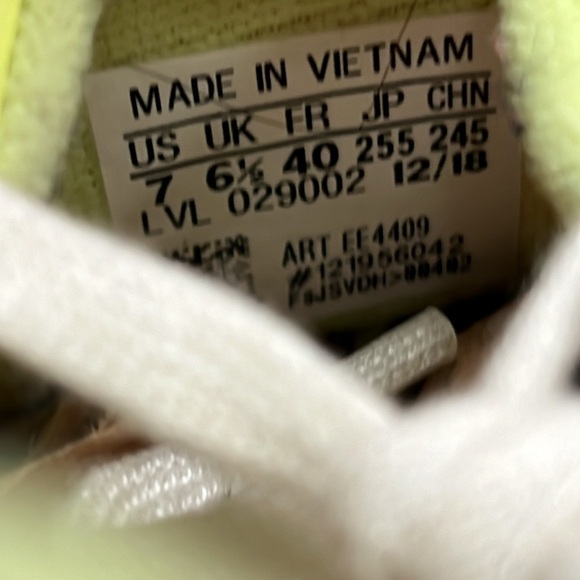 MADE IN VIETNAM
US UK FR JP CHN
7 6½ 40 255 245
LVL 029002 12/18
ART EE4409
#121956042